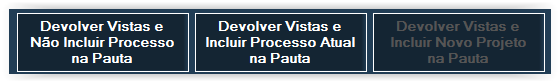 Devolver Vistas e
Não Incluir Processo
na Pauta
Devolver Vistas e
Incluir Processo Atual
na Pauta
Devolver Vistas e
Incluir Novo Projeto
na Pauta